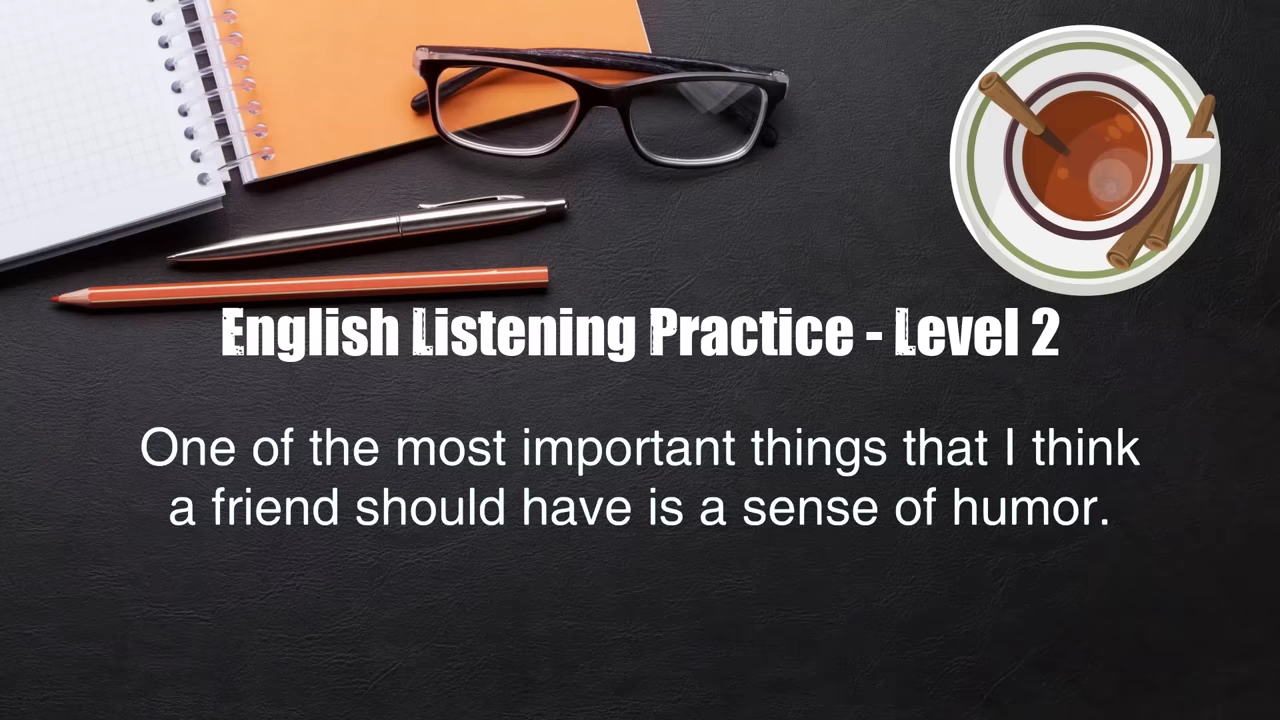 English Listening Practice - Level 2
One of the most important things that I think
a friend should have is a sense of humor.